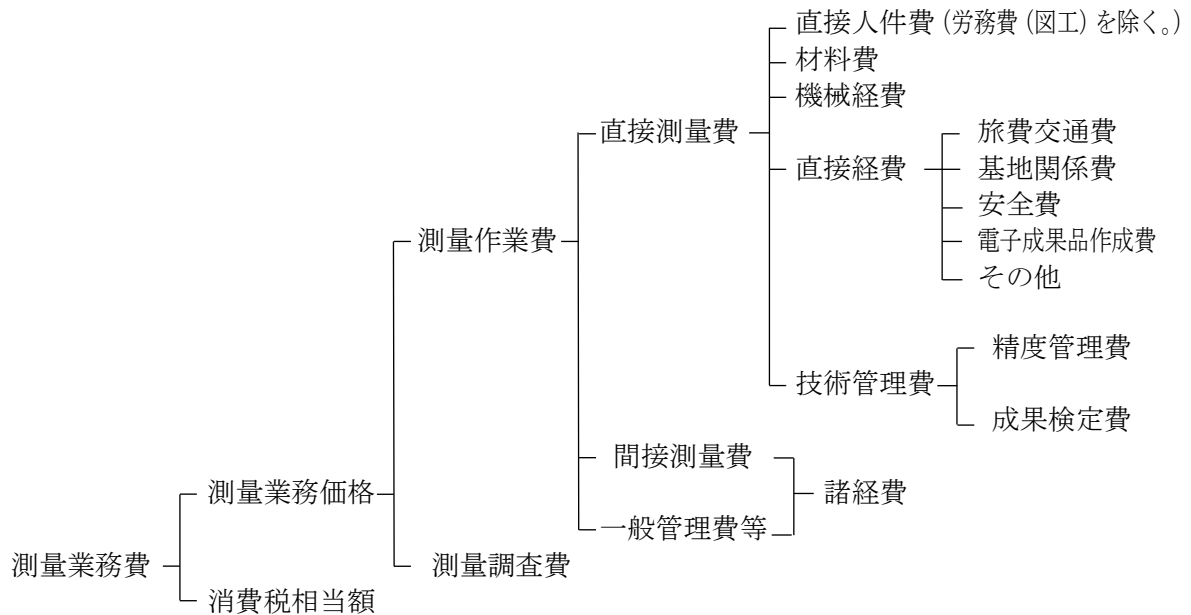 直接人件費（労務費（図工）を除く。）
材料費
機械経費
直接測量費
旅費交通費
直接経費
基地関係費
安全費
測量作業費
電子成果品作成費
その他
精度管理費
技術管理費
成果検定費
間接測量費
測量業務価格
諸経費
一般管理費等
測量業務費
測量調査費
消費税相当額